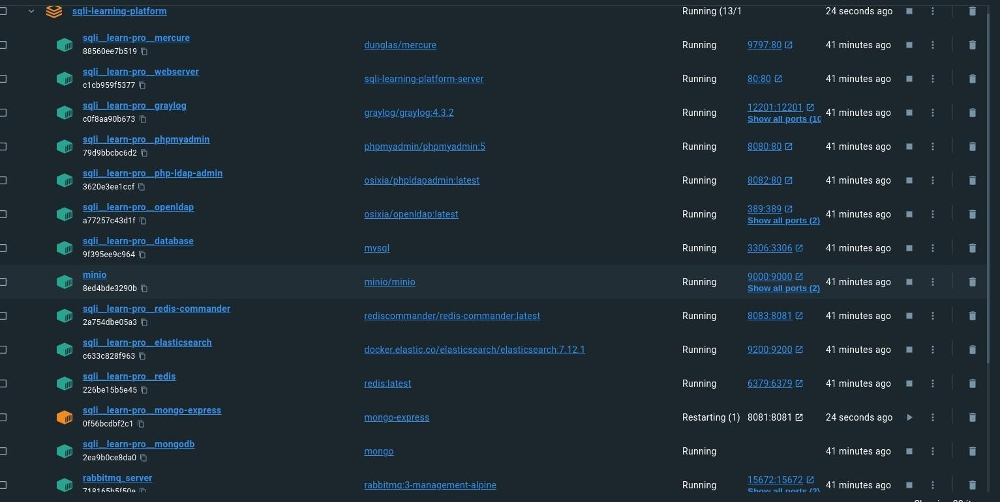 sqli-learning-platform Running (13/1 24 seconds ago
sqli__learn-pro__mercure
88560ee7b519 dunglas/mercure Running 9797:80 41 minutes ago
sqli__learn-pro__webserver
c1cb959f5377 sqli-learning-platform-server Running 80:80 41 minutes ago
sqli__learn-pro__graylog
c0f8aa90b673 graylog/graylog:4.3.2 Running 12201:12201 41 minutes ago
Show all ports (10
sqli__learn-pro__phpmyadmin
79d9bbcbc6d2 phpmyadmin/phpmyadmin:5 Running 8080:80 41 minutes ago
sqli__learn-pro__php-ldap-admin
3620e3ee1ccf osixia/phpldapadmin:latest Running 8082:80 41 minutes ago
sqli__learn-pro__openldap
a77257c43d1f osixia/openldap:latest Running 389:389 41 minutes ago
Show all ports (2)
sqli__learn-pro__database
9f395ee9c964 mysql Running 3306:3306 41 minutes ago
minio
8ed4bde3290b minio/minio Running 9000:9000 41 minutes ago
Show all ports (2)
sqli__learn-pro__redis-commander
2a754dbe05a3 rediscommander/redis-commander:latest Running 8083:8081 41 minutes ago
sqli__learn-pro__elasticsearch
c633c828f963 docker.elastic.co/elasticsearch/elasticsearch:7.12.1 Running 9200:9200 41 minutes ago
sqli__learn-pro__redis
226be15b5e45 redis:latest Running 6379:6379 41 minutes ago
sqli__learn-pro__mongo-express
0f56bcdbf2c1 mongo-express Restarting (1) 8081:8081 24 seconds ago
sqli__learn-pro__mongodb
2ea9b0ce8da0 mongo Running 41 minutes ago
rabbitmq_server
718165b5f50e rabbitmq:3-management-alpine Running 15672:15672 41 minutes ago
Show all ports (2)